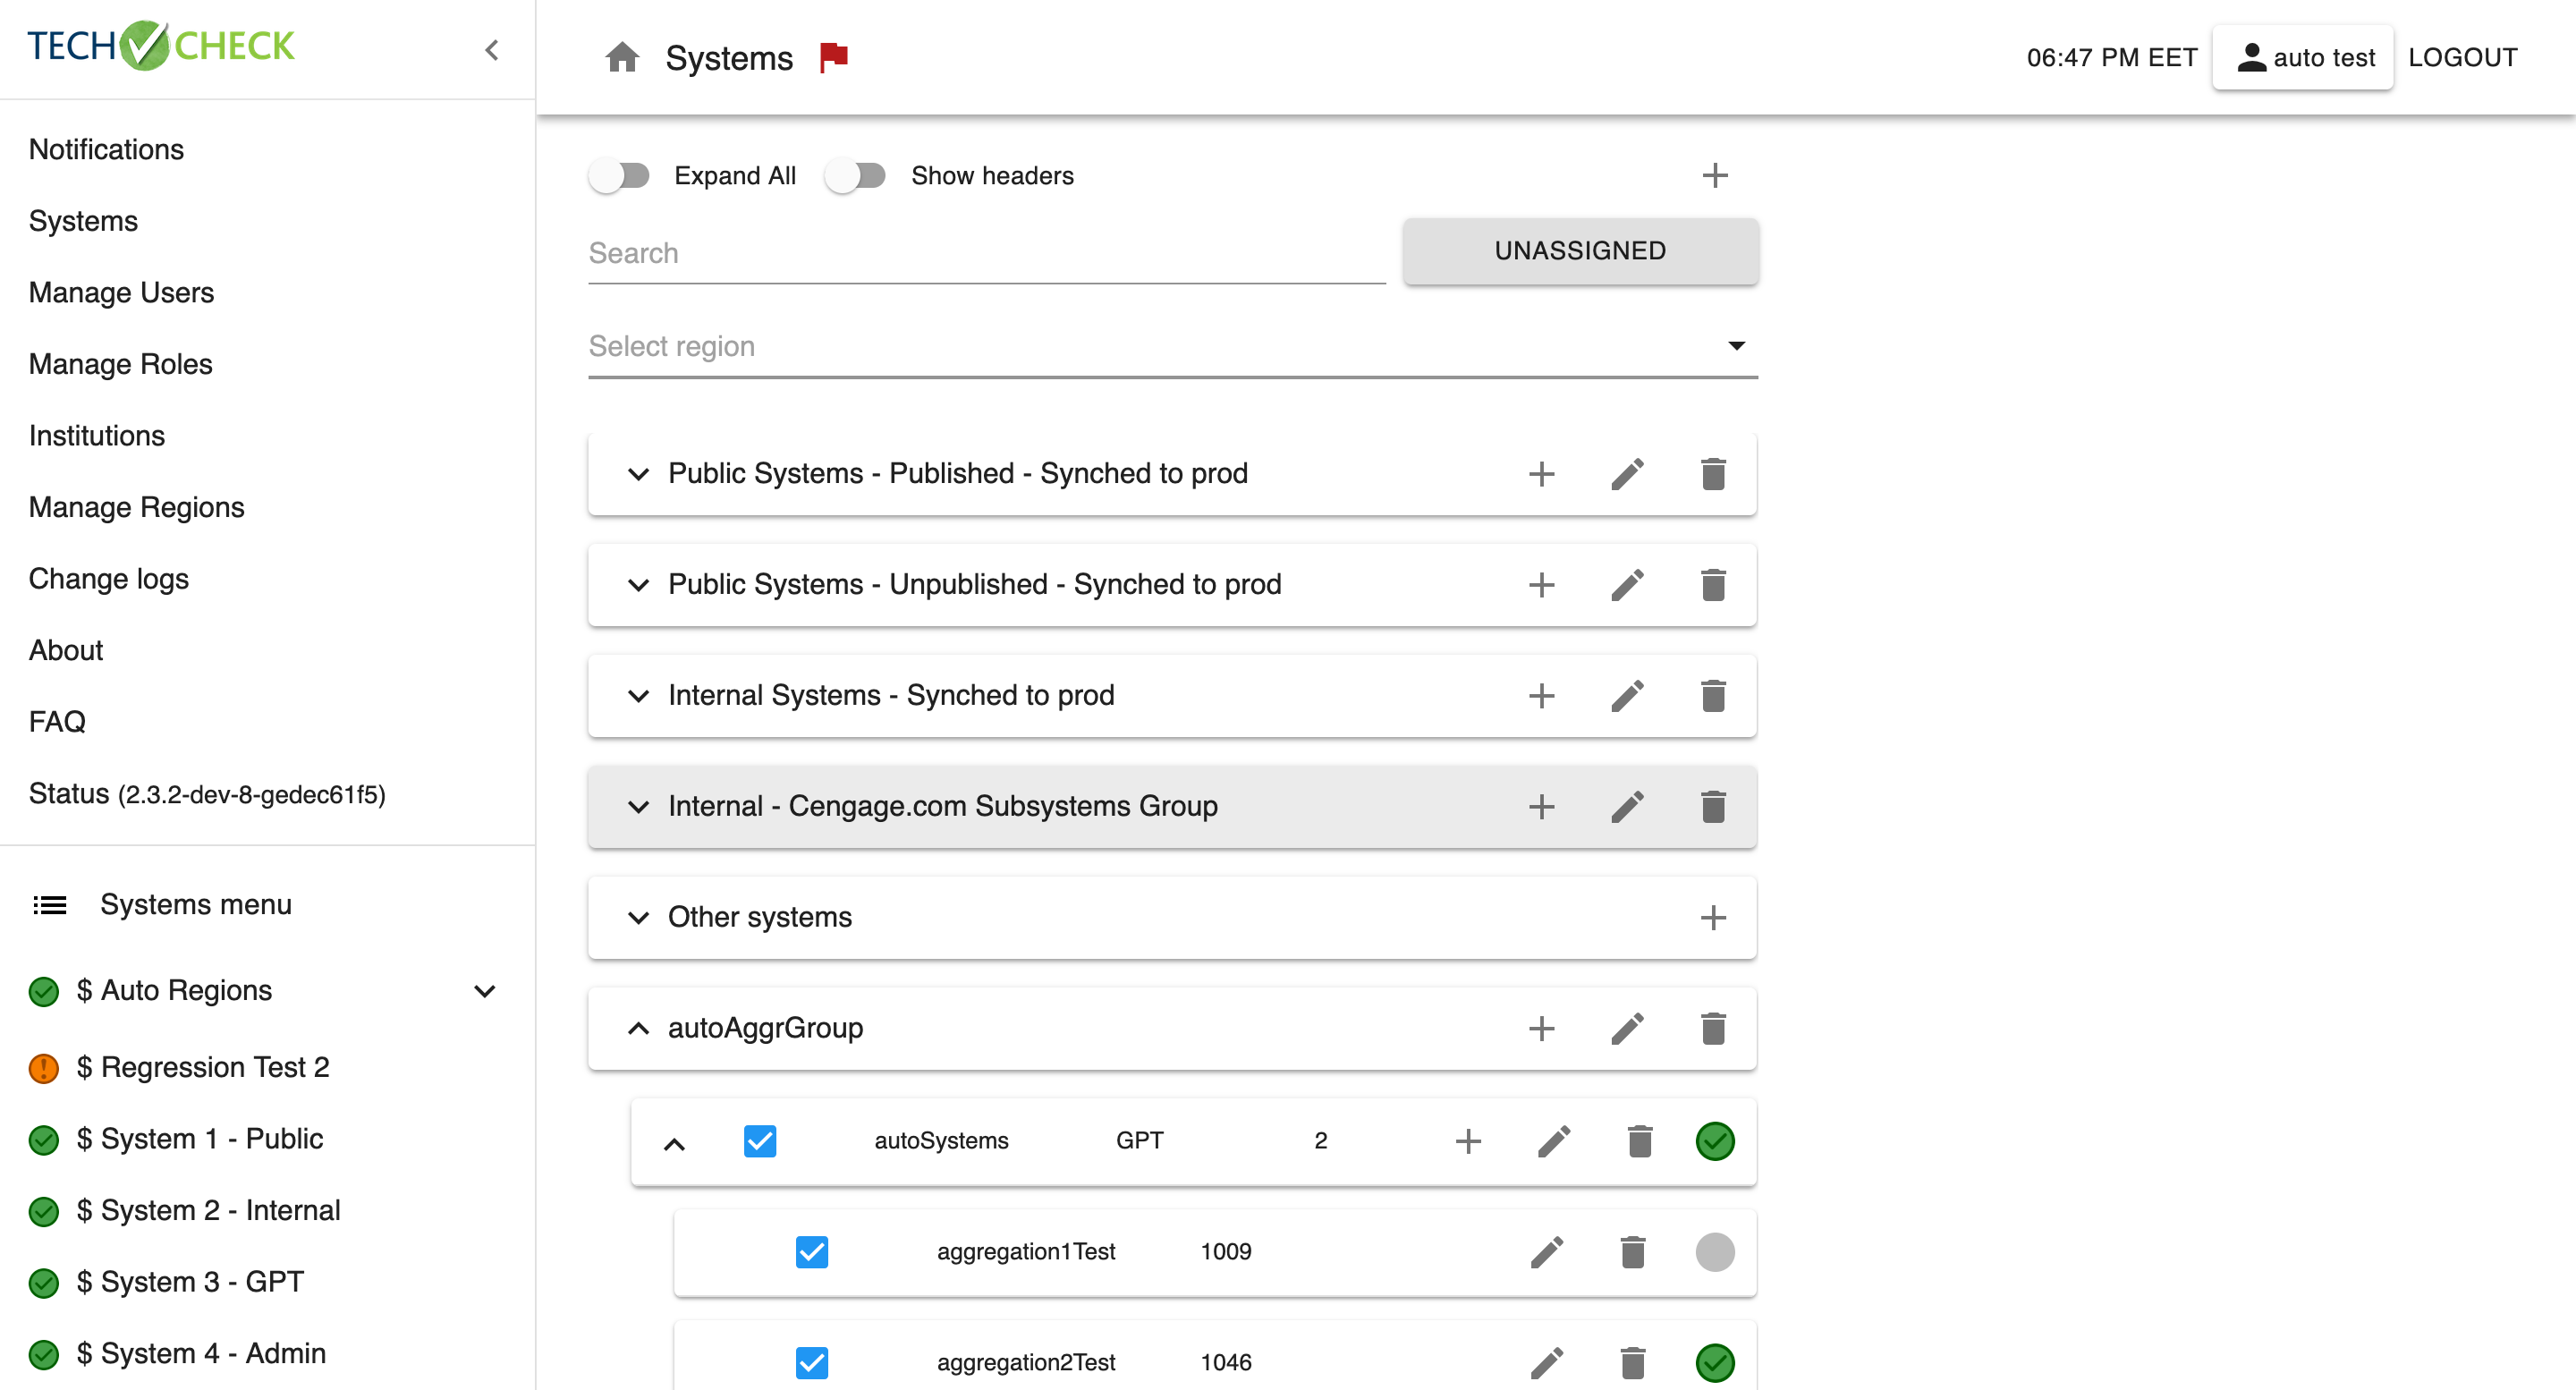 TECH CHECK
Notifications
Systems
Manage Users
Manage Roles
Institutions
Manage Regions
Change logs
About
FAQ
Status (2.3.2-dev-8-gedec61f5)
Systems menu
$ Auto Regions
$ Regression Test 2
$ System 1 - Public
$ System 2 - Internal
$ System 3 - GPT
$ System 4 - Admin
Systems
06:47 PM EET
auto test
LOGOUT
Expand All
Show headers
Search
UNASSIGNED
Select region
Public Systems - Published - Synched to prod
Public Systems - Unpublished - Synched to prod
Internal Systems - Synched to prod
Internal - Cengage.com Subsystems Group
Other systems
autoAggrGroup
autoSystems GPT 2
aggregation1Test 1009
aggregation2Test 1046